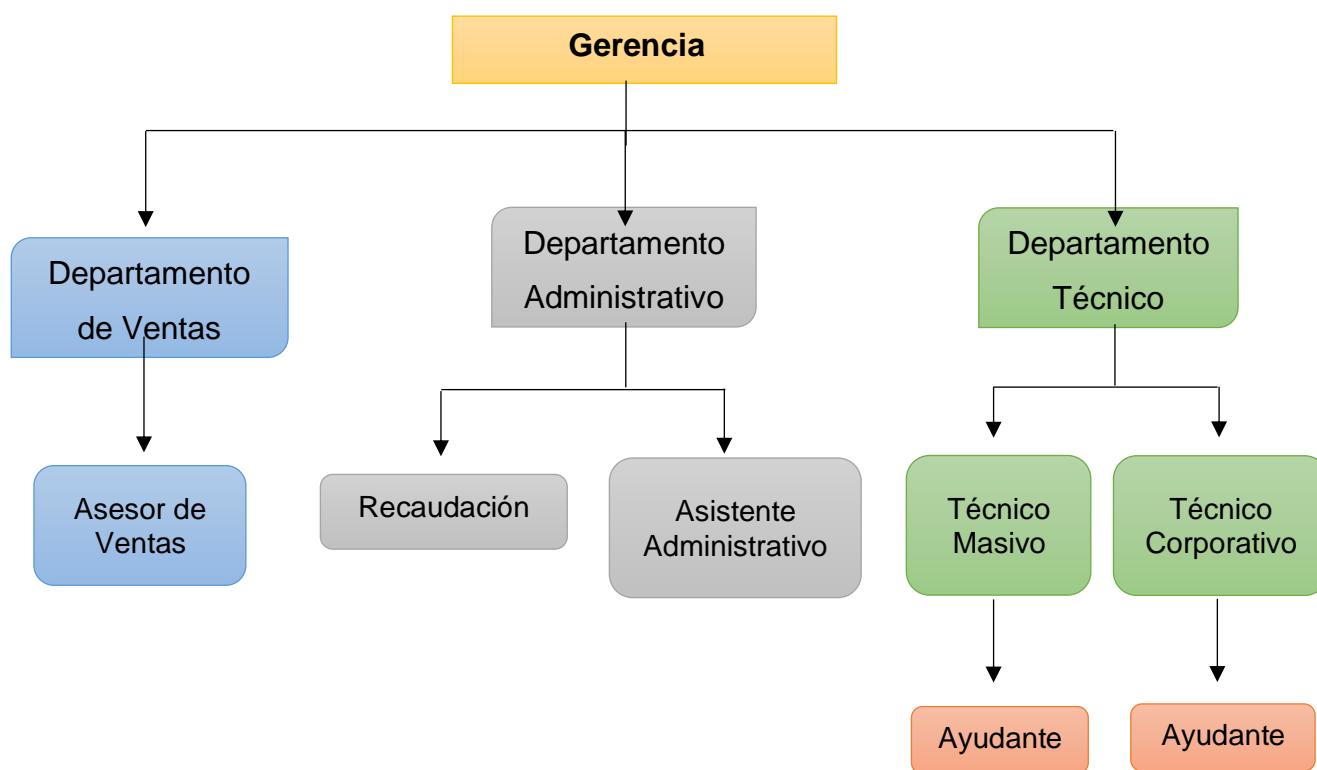 Gerencia
Departamento
de Ventas
Departamento
Administrativo
Departamento
Técnico
Asesor de
Ventas
Recaudación
Asistente
Administrativo
Técnico
Masivo
Técnico
Corporativo
Ayudante
Ayudante